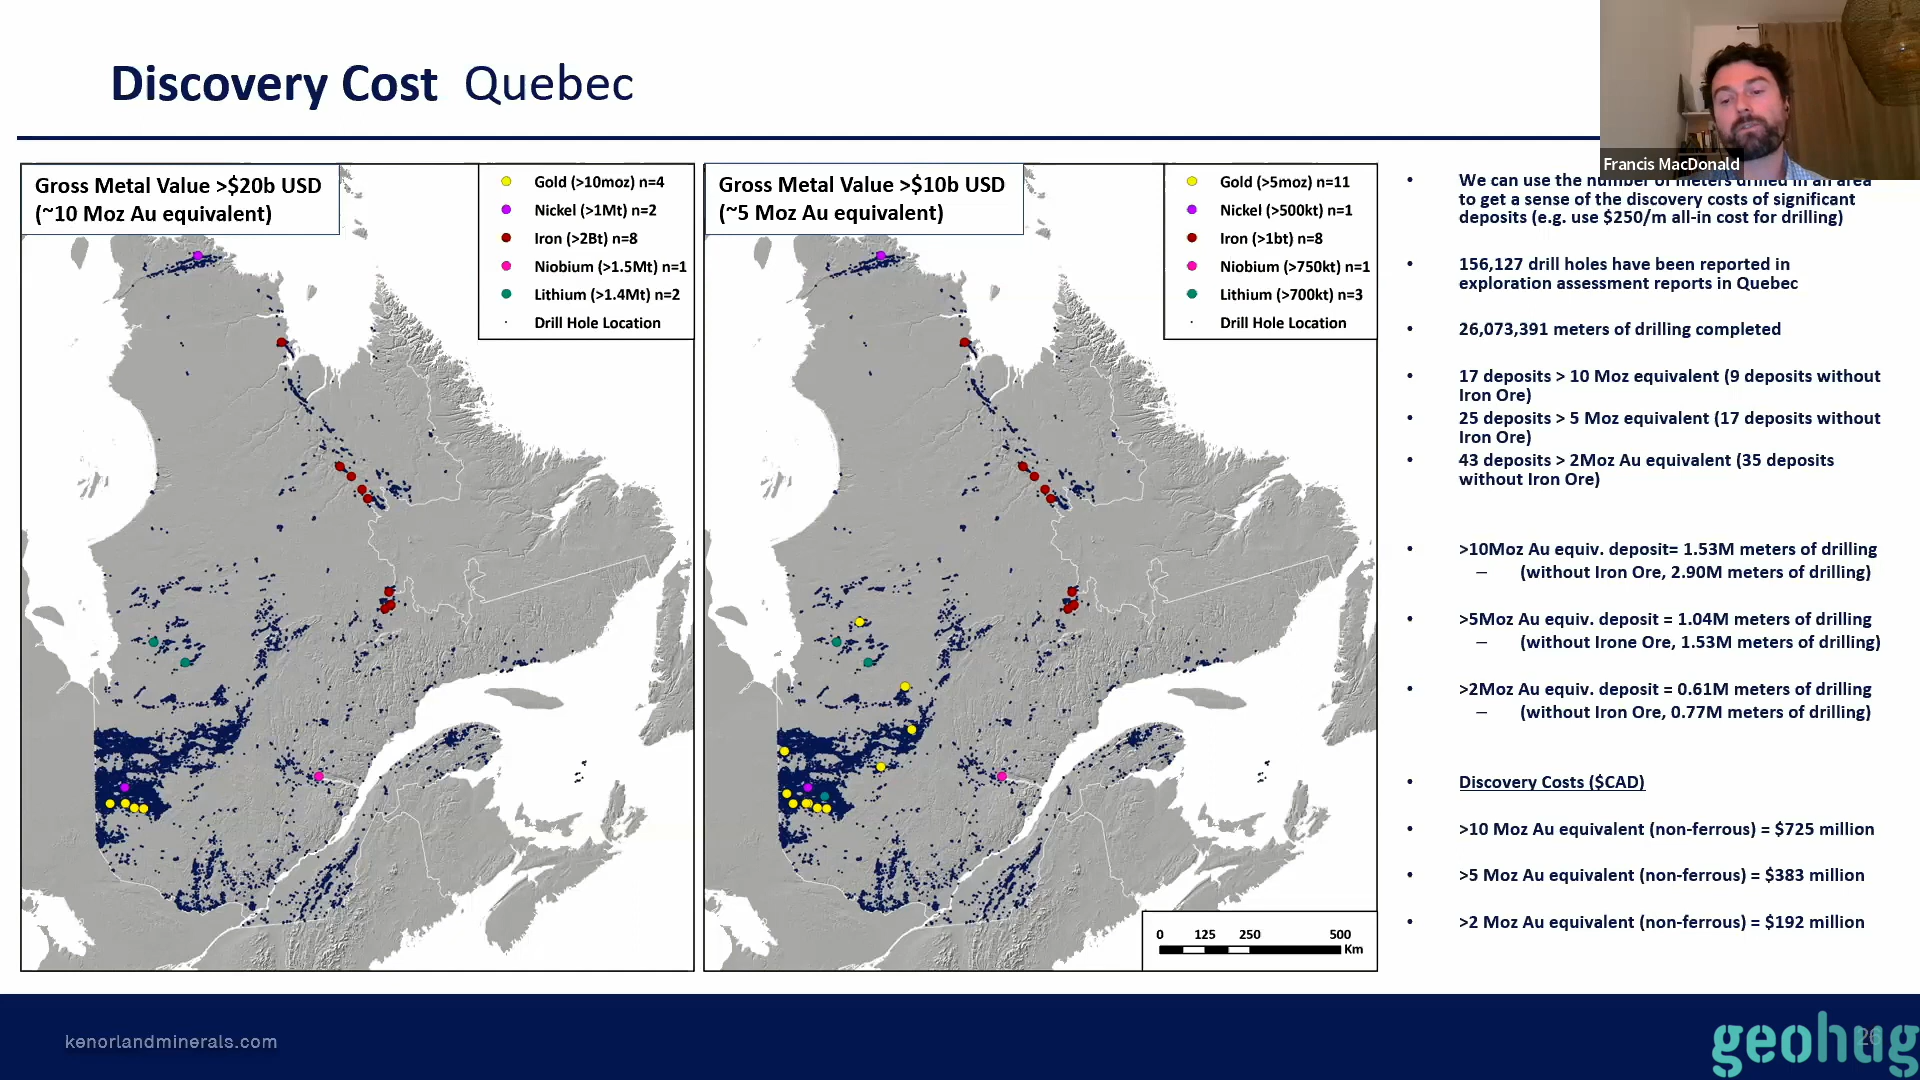 Discovery Cost Quebec
Francis MacDonald
Gross Metal Value >$20b USD
(~10 Moz Au equivalent)
Gold (>10moz) n=4
Nickel (>1Mt) n=2
Iron (>2Bt) n=8
Niobium (>1.5Mt) n=1
Lithium (>1.4Mt) n=2
Drill Hole Location
Gross Metal Value >$10b USD
(~5 Moz Au equivalent)
Gold (>5moz) n=11
Nickel (>500kt) n=1
Iron (>1bt) n=8
Niobium (>750kt) n=1
Lithium (>700kt) n=3
Drill Hole Location
0 125 250 500
Km
• We can use the number of meters drilled in an area
to get a sense of the discovery costs of significant
deposits (e.g. use $250/m all-in cost for drilling)
• 156,127 drill holes have been reported in
exploration assessment reports in Quebec
• 26,073,391 meters of drilling completed
• 17 deposits > 10 Moz equivalent (9 deposits without
Iron Ore)
• 25 deposits > 5 Moz equivalent (17 deposits without
Iron Ore)
• 43 deposits > 2Moz Au equivalent (35 deposits
without Iron Ore)
• >10Moz Au equiv. deposit= 1.53M meters of drilling
– (without Iron Ore, 2.90M meters of drilling)
• >5Moz Au equiv. deposit = 1.04M meters of drilling
– (without Irone Ore, 1.53M meters of drilling)
• >2Moz Au equiv. deposit = 0.61M meters of drilling
– (without Iron Ore, 0.77M meters of drilling)
• Discovery Costs ($CAD)
• >10 Moz Au equivalent (non-ferrous) = $725 million
• >5 Moz Au equivalent (non-ferrous) = $383 million
• >2 Moz Au equivalent (non-ferrous) = $192 million
kenorlandminerals.com
geohug
26